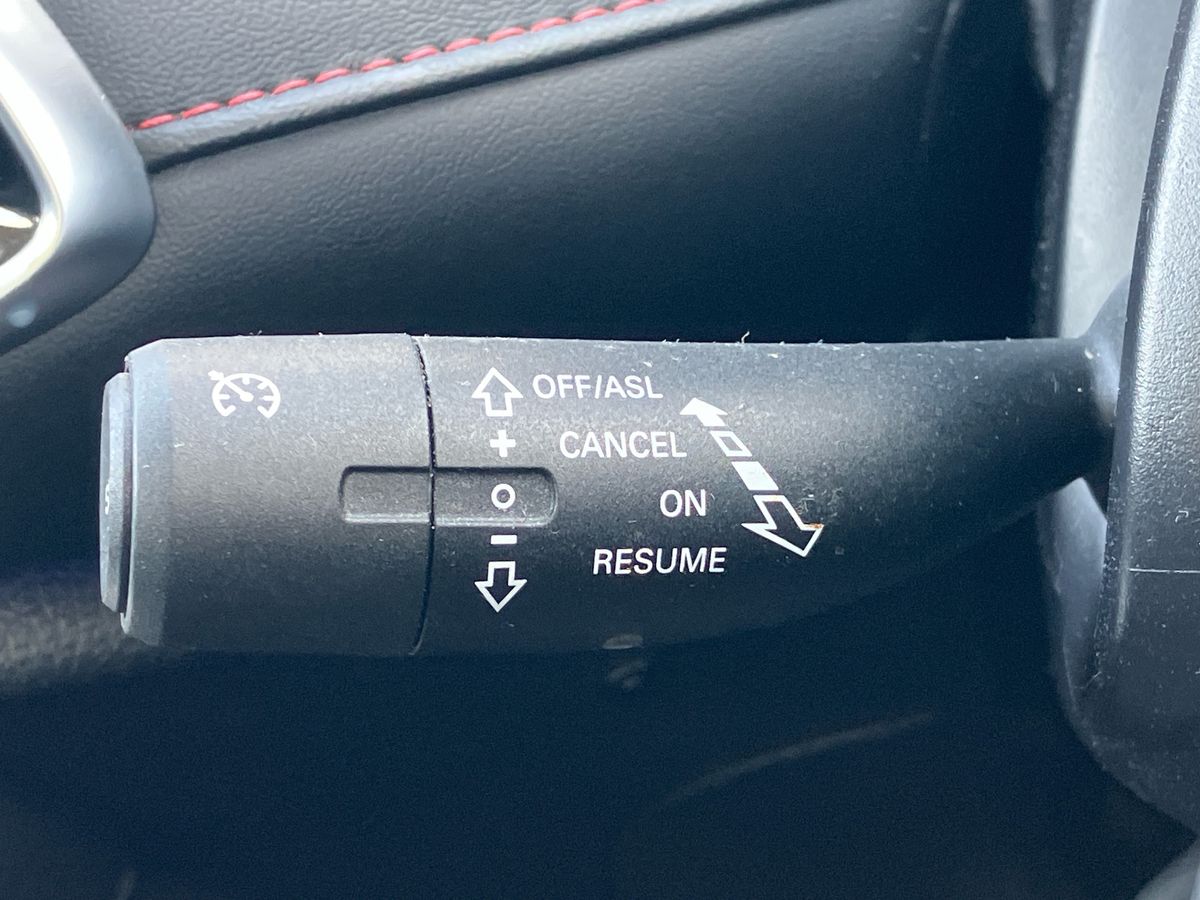 OFF/ASL
+ CANCEL
O ON
- RESUME